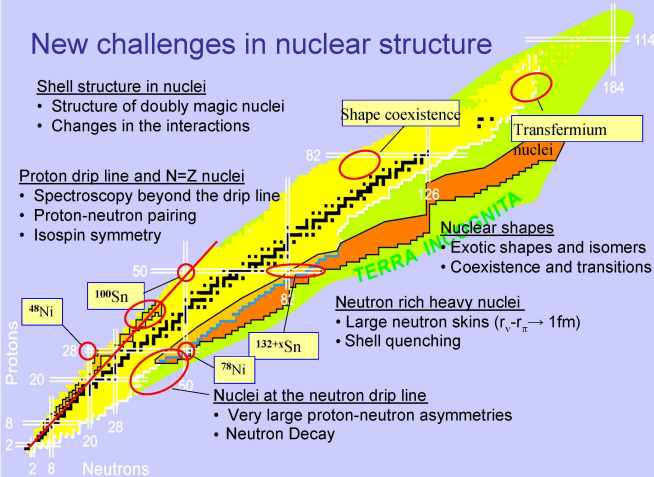 New challenges in nuclear structure
Shell structure in nuclei
• Structure of doubly magic nuclei
• Changes in the interactions
Proton drip line and N=Z nuclei
• Spectroscopy beyond the drip line
• Proton-neutron pairing
• Isospin symmetry
Shape coexistence
Transfermium
nuclei
114
184
82
126
TERRA INCOGNITA
Nuclear shapes
• Exotic shapes and isomers
• Coexistence and transitions
50
100Sn
82
48Ni
Neutron rich heavy nuclei
• Large neutron skins (rν-rπ→ 1fm)
• Shell quenching
132+xSn
78Ni
28
20
50
Nuclei at the neutron drip line
• Very large proton-neutron asymmetries
• Neutron Decay
Protons
8
2
28
20
2 8
Neutrons